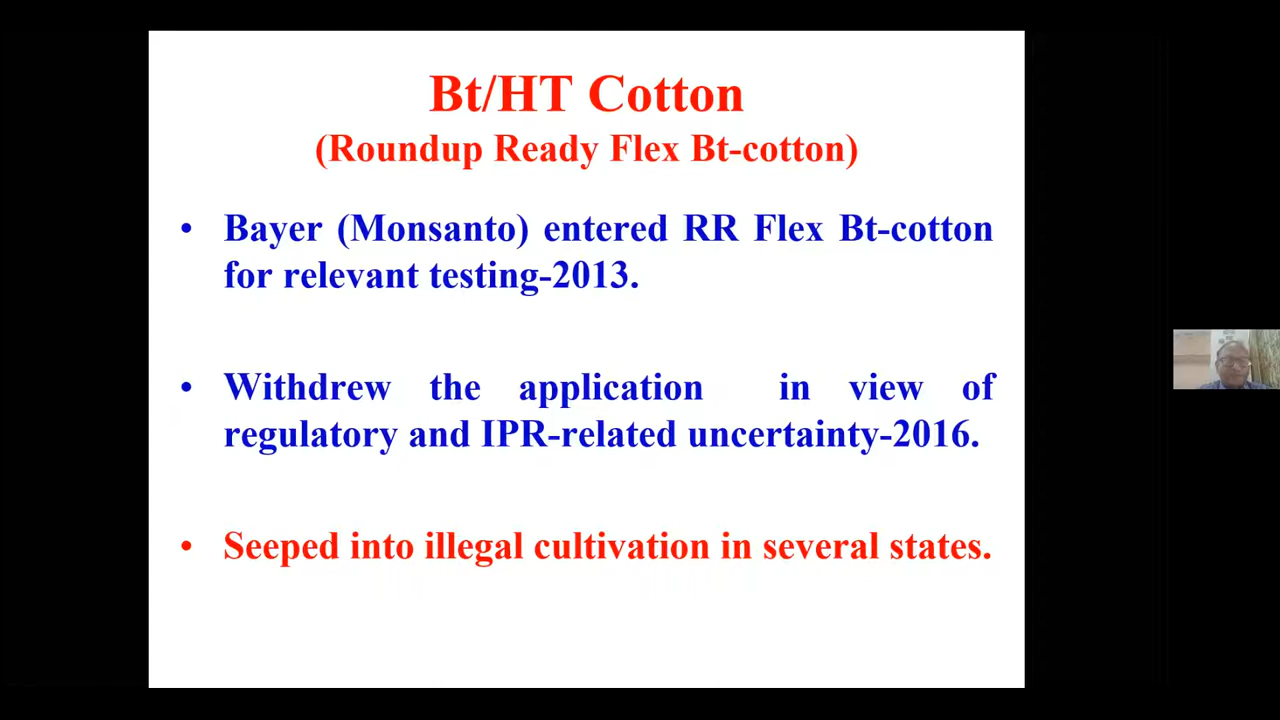 Bt/HT Cotton
(Roundup Ready Flex Bt-cotton)
• Bayer (Monsanto) entered RR Flex Bt-cotton
for relevant testing-2013.
• Withdrew the application in view of
regulatory and IPR-related uncertainty-2016.
• Seeped into illegal cultivation in several states.